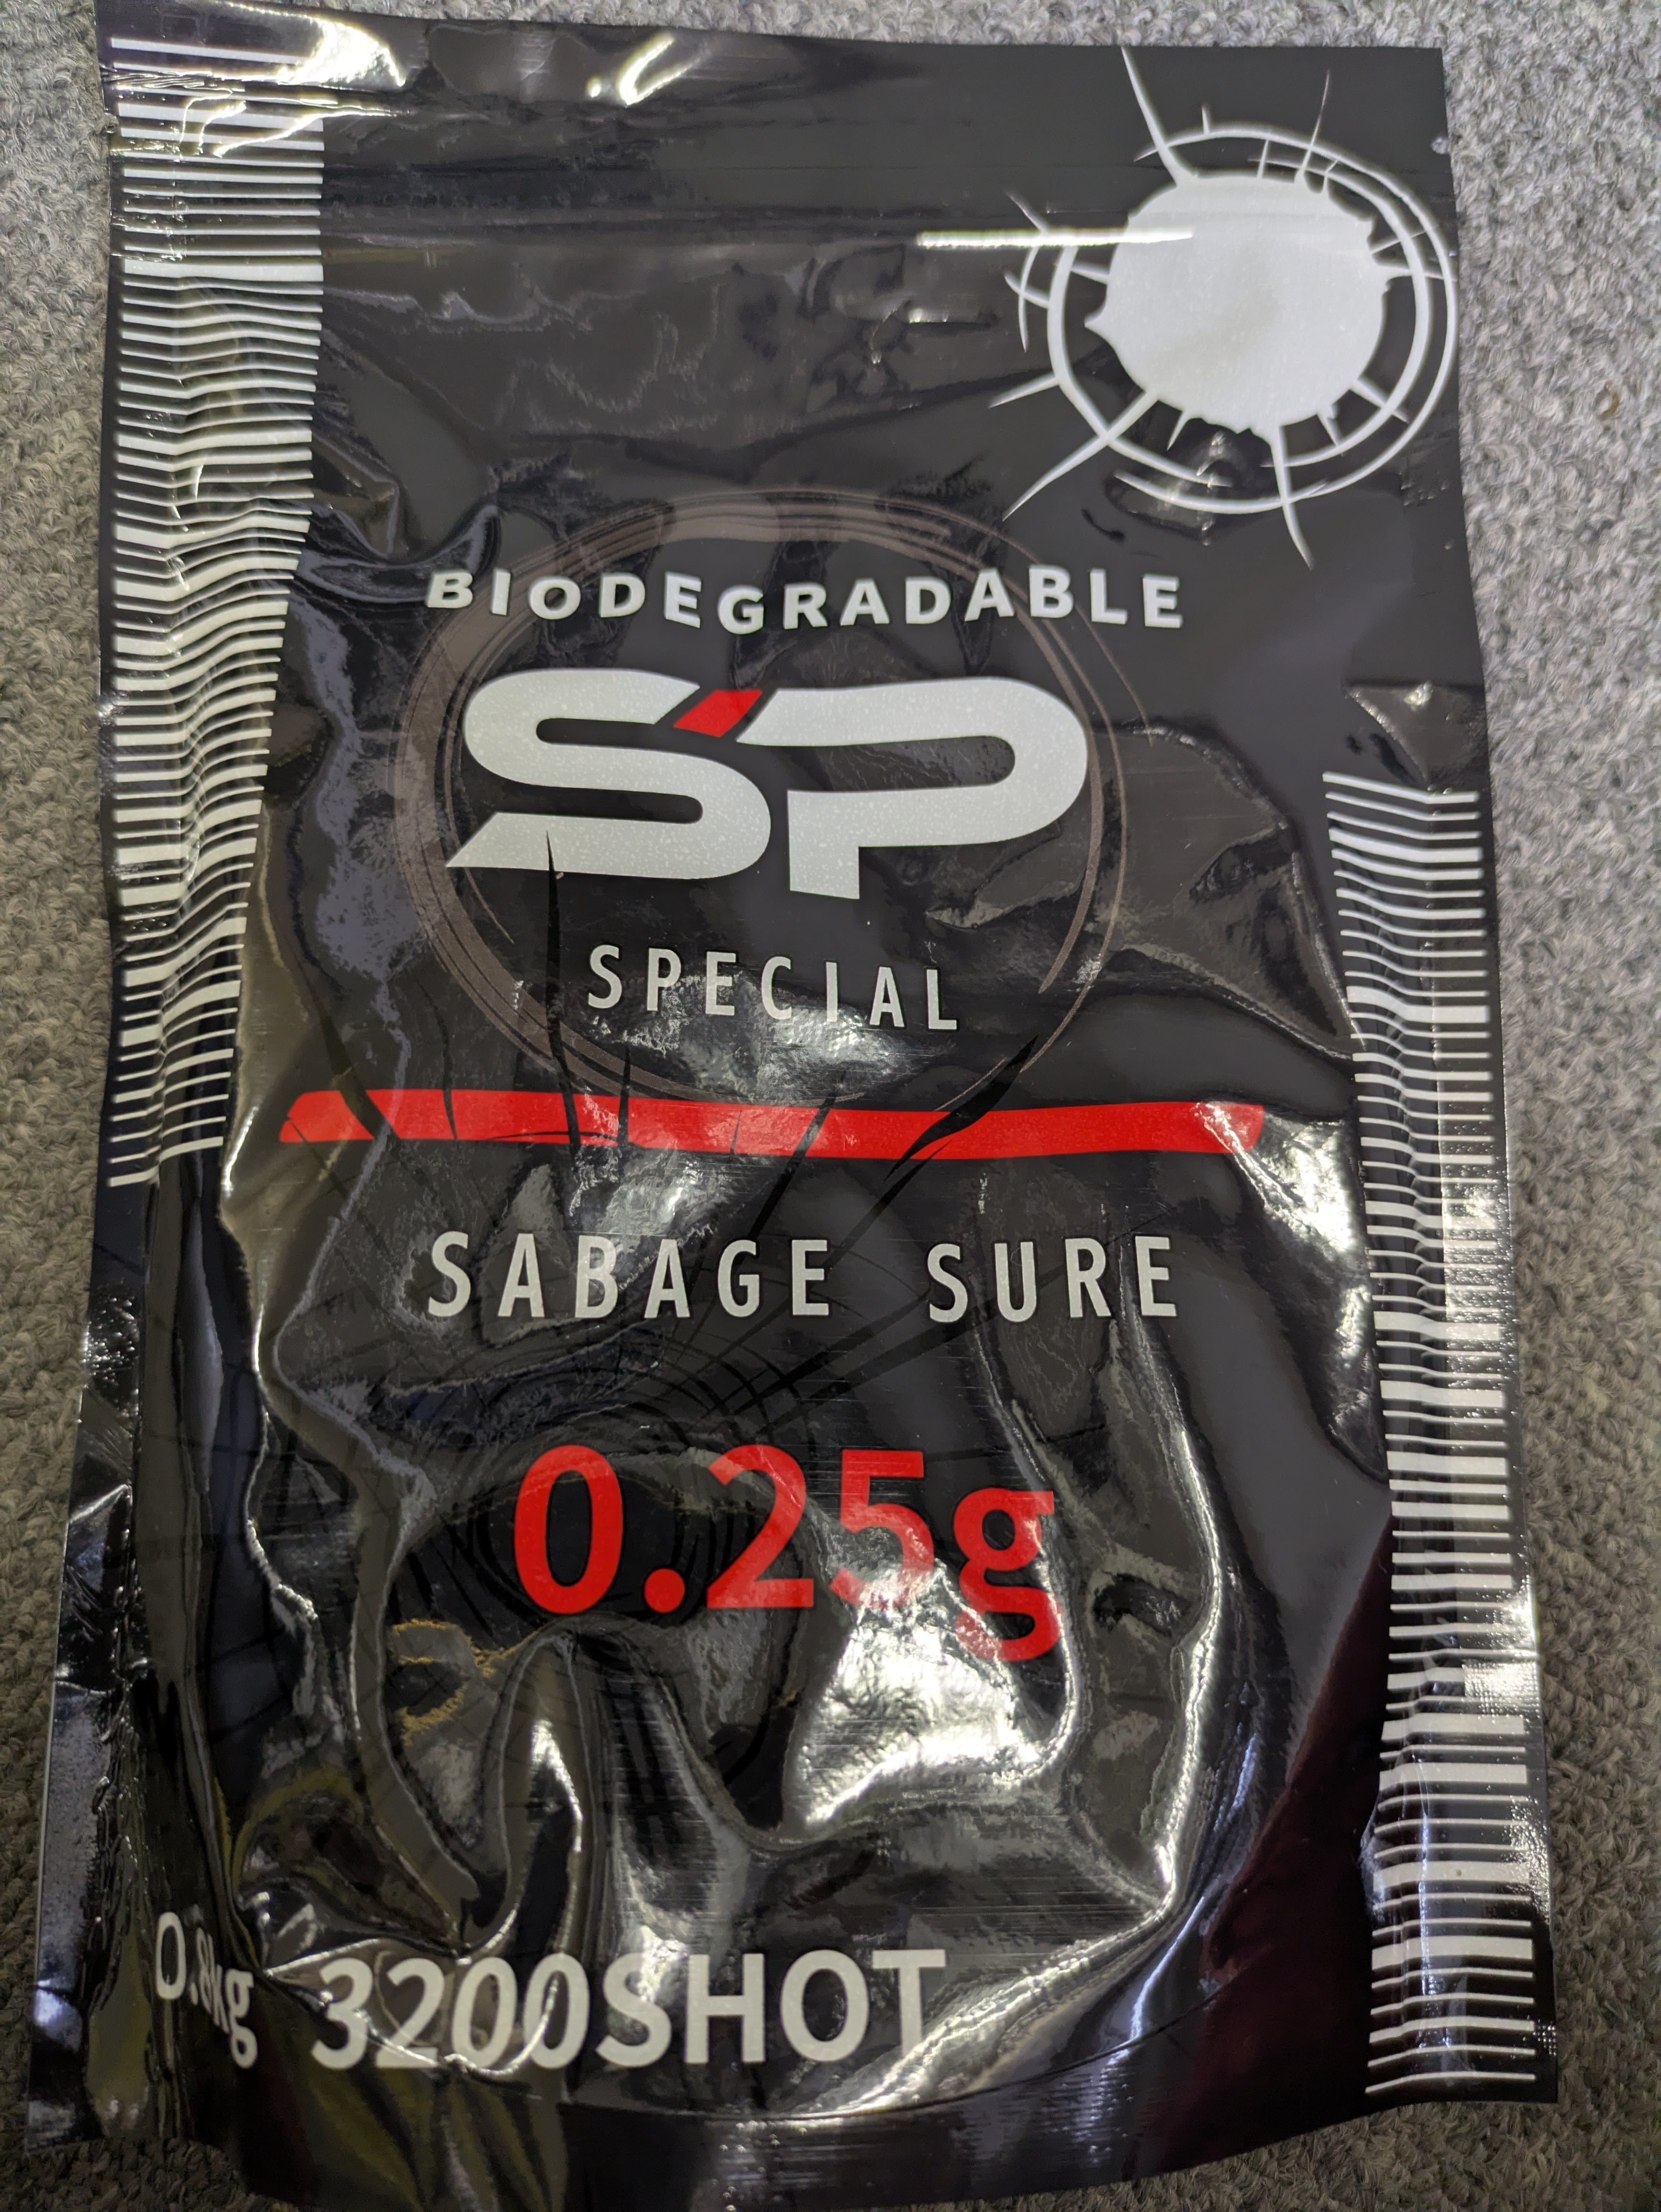 BIODEGRADABLE
SP
SPECIAL
SABAGE SURE
0.25g
0.8kg 3200SHOT